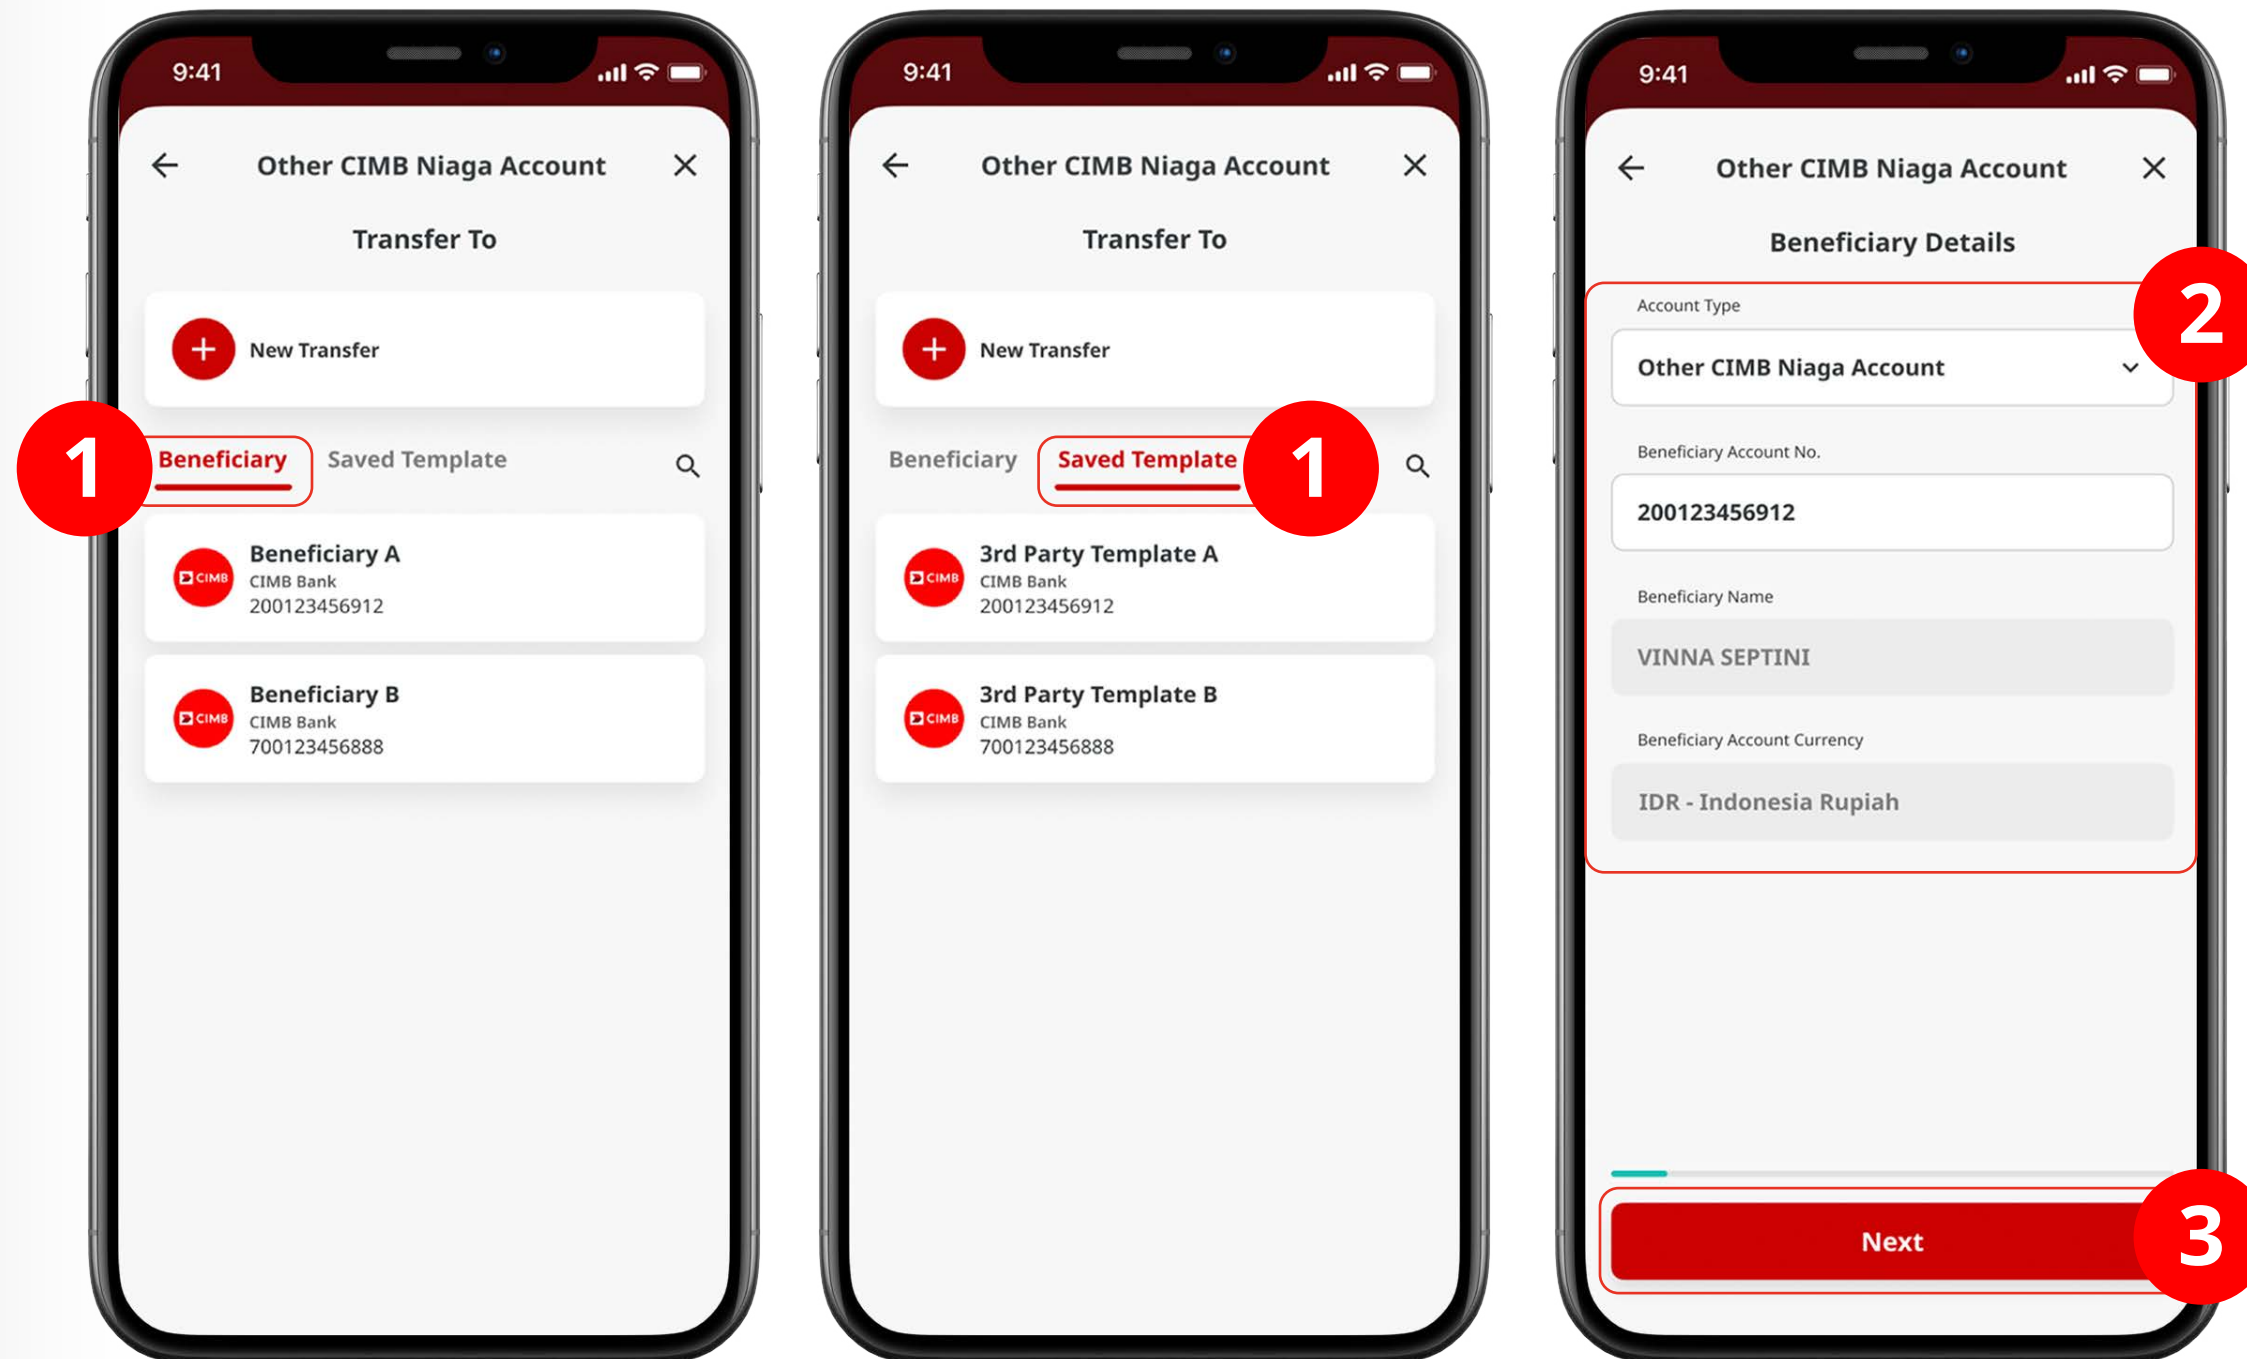 9:41
Other CIMB Niaga Account
Transfer To
New Transfer
1
Beneficiary
Saved Template
Beneficiary A
CIMB
CIMB Bank
200123456912
Beneficiary B
CIMB
CIMB Bank
700123456888
9:41
Other CIMB Niaga Account
Transfer To
New Transfer
Beneficiary
Saved Template
1
3rd Party Template A
CIMB
CIMB Bank
200123456912
3rd Party Template B
CIMB
CIMB Bank
700123456888
9:41
Other CIMB Niaga Account
Beneficiary Details
2
Account Type
Other CIMB Niaga Account
Beneficiary Account No.
200123456912
Beneficiary Name
VINNA SEPTINI
Beneficiary Account Currency
IDR - Indonesia Rupiah
Next
3